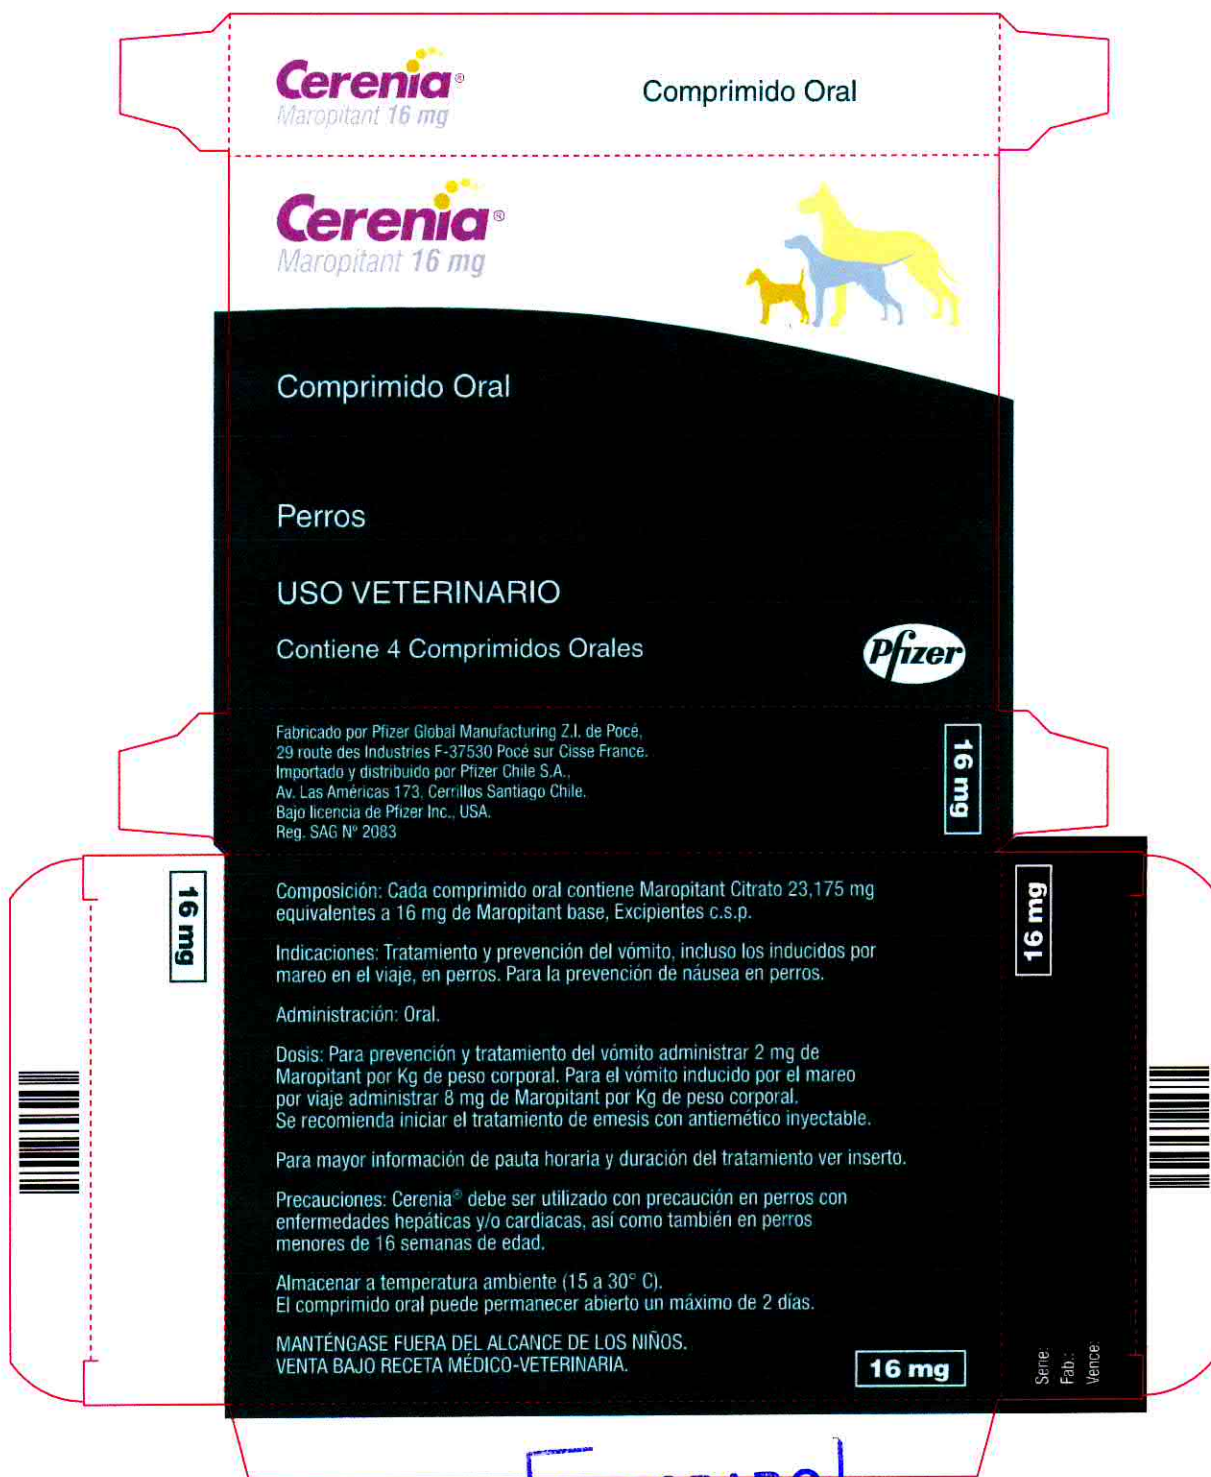 Cerenia®
Maropitant 16 mg
Comprimido Oral
Cerenia®
Maropitant 16 mg
Comprimido Oral
Perros
USO VETERINARIO
Contiene 4 Comprimidos Orales
Pfizer
Fabricado por Pfizer Global Manufacturing Z.I. de Pocé,
29 route des Industries F-37530 Pocé sur Cisse France.
Importado y distribuido por Pfizer Chile S.A.,
Av. Las Américas 173, Cerrillos Santiago Chile.
Bajo licencia de Pfizer Inc., USA.
Reg. SAG Nº 2083
16 mg
16 mg
Composición: Cada comprimido oral contiene Maropitant Citrato 23,175 mg
equivalentes a 16 mg de Maropitant base, Excipientes c.s.p.
Indicaciones: Tratamiento y prevención del vómito, incluso los inducidos por
mareo en el viaje, en perros. Para la prevención de náusea en perros.
Administración: Oral.
Dosis: Para prevención y tratamiento del vómito administrar 2 mg de
Maropitant por Kg de peso corporal. Para el vómito inducido por el mareo
por viaje administrar 8 mg de Maropitant por Kg de peso corporal.
Se recomienda iniciar el tratamiento de emesis con antiemético inyectable.
Para mayor información de pauta horaria y duración del tratamiento ver inserto.
Precauciones: Cerenia® debe ser utilizado con precaución en perros con
enfermedades hepáticas y/o cardiacas, así como también en perros
menores de 16 semanas de edad.
Almacenar a temperatura ambiente (15 a 30° C).
El comprimido oral puede permanecer abierto un máximo de 2 días.
MANTÉNGASE FUERA DEL ALCANCE DE LOS NIÑOS.
VENTA BAJO RECETA MÉDICO-VETERINARIA.
16 mg
16 mg
Serie:
Fab.:
Vence: